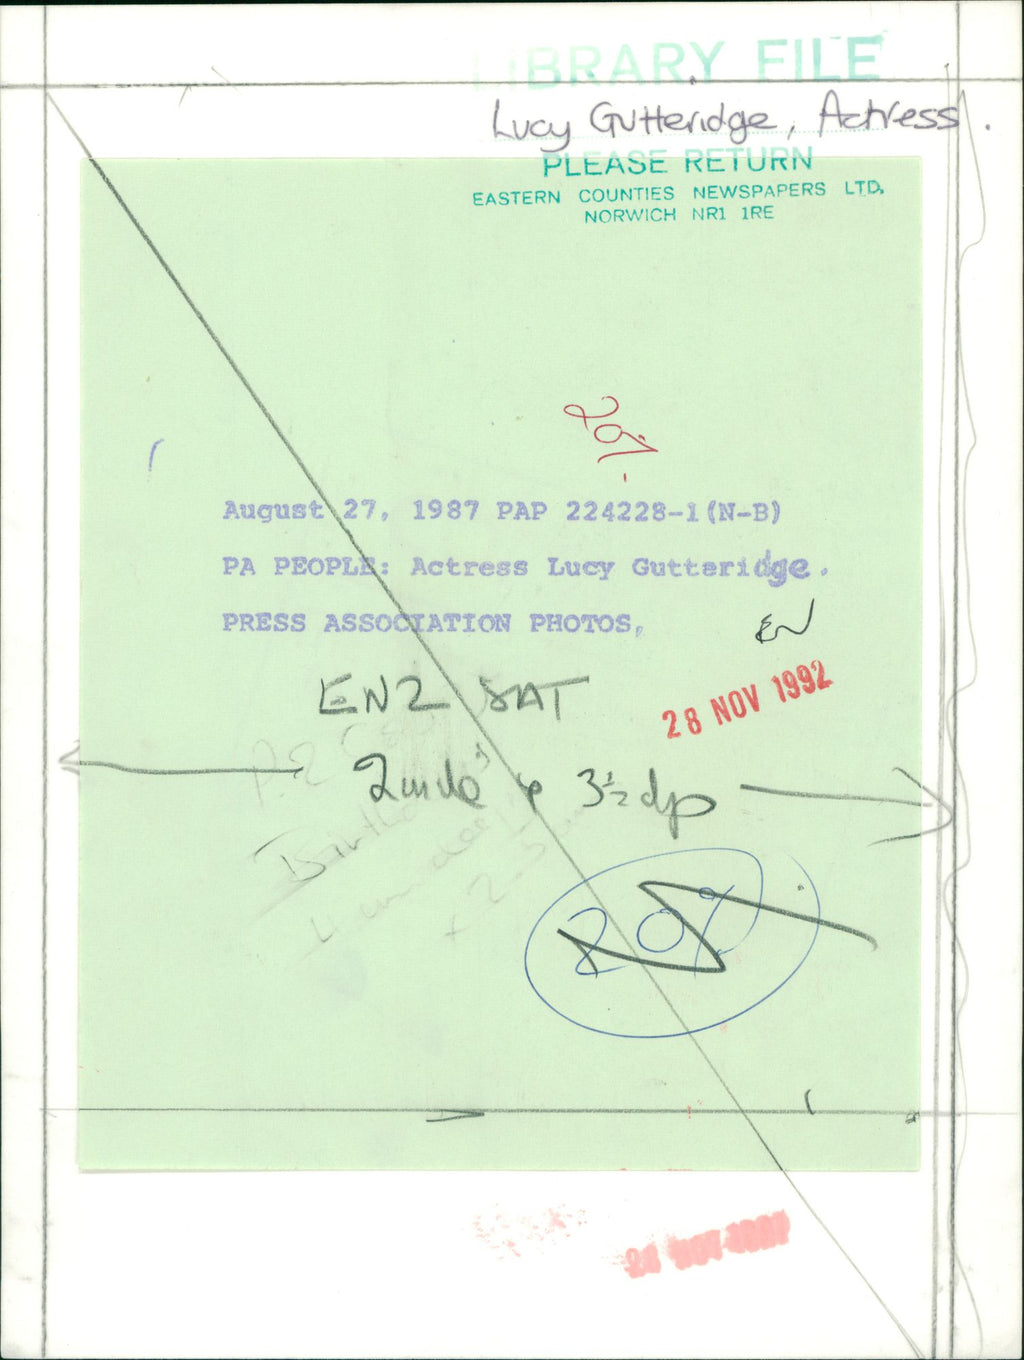 LIBRARY FILE
Lucy Gutteridge, Actress.
PLEASE RETURN
EASTERN COUNTIES NEWSPAPERS LTD.
NORWICH NR1 1RE
August 27, 1987 PAP 224228-1(N-B)
PA PEOPLE: Actress Lucy Gutteridge.
PRESS ASSOCIATION PHOTOS.
EN
28 NOV 1992
EN2 SAT
3½ dp
20%